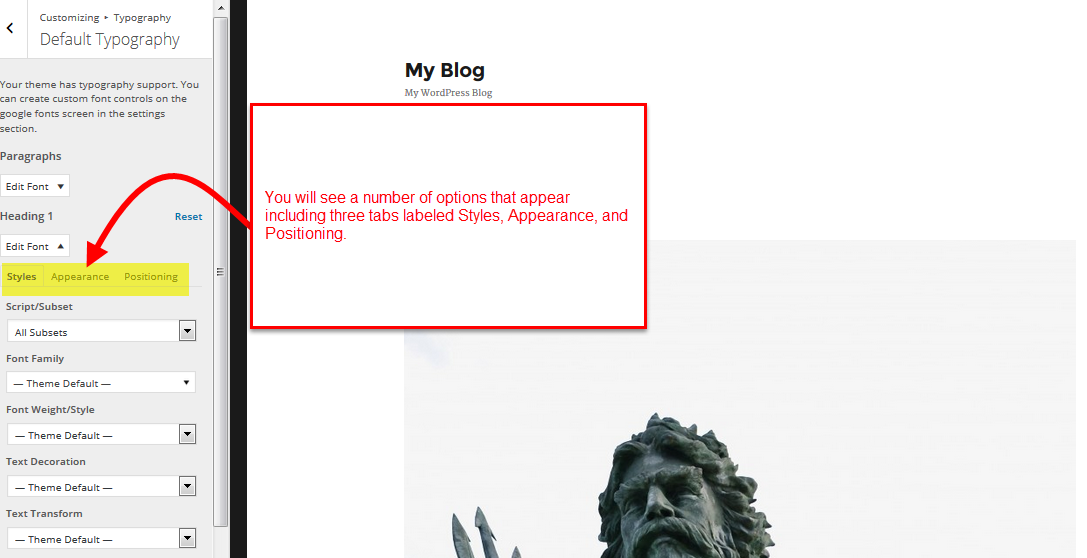 Customizing ▸ Typography
Default Typography
Your theme has typography support. You
can create custom font controls on the
google fonts screen in the settings
section.
Paragraphs
Edit Font ▼
Heading 1 Reset
Edit Font ▲
Styles Appearance Positioning
Script/Subset
All Subsets
Font Family
— Theme Default —
Font Weight/Style
— Theme Default —
Text Decoration
— Theme Default —
Text Transform
— Theme Default —
My Blog
My WordPress Blog
You will see a number of options that appear
including three tabs labeled Styles, Appearance, and
Positioning.